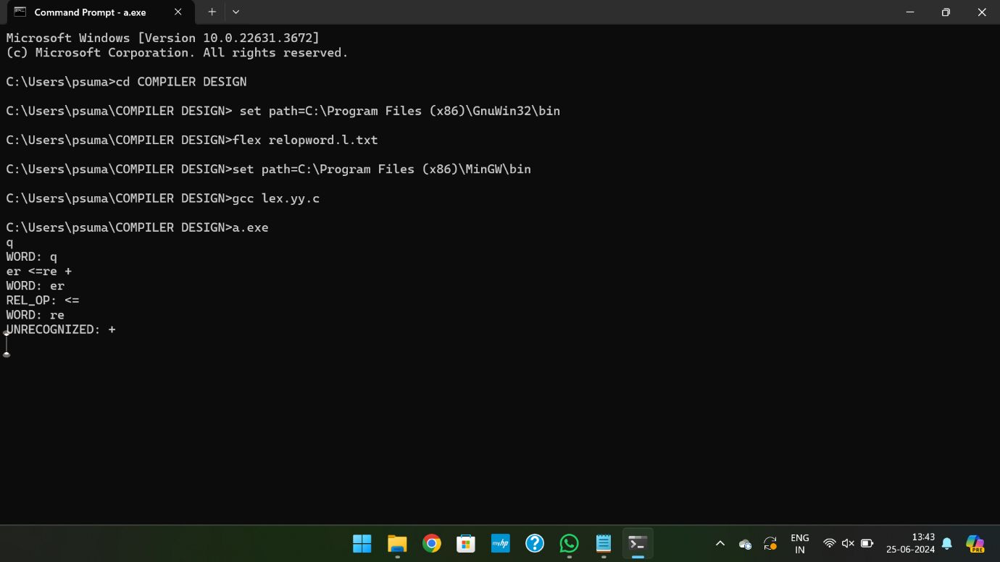 Command Prompt - a.exe
Microsoft Windows [Version 10.0.22631.3672]
(c) Microsoft Corporation. All rights reserved.
C:\Users\psuma>cd COMPILER DESIGN
C:\Users\psuma\COMPILER DESIGN> set path=C:\Program Files (x86)\GnuWin32\bin
C:\Users\psuma\COMPILER DESIGN>flex relopword.l.txt
C:\Users\psuma\COMPILER DESIGN>set path=C:\Program Files (x86)\MinGW\bin
C:\Users\psuma\COMPILER DESIGN>gcc lex.yy.c
C:\Users\psuma\COMPILER DESIGN>a.exe
q
WORD: q
er <=re +
WORD: er
REL_OP: <=
WORD: re
UNRECOGNIZED: +
myhp
ENG
IN
13:43
25-06-2024
PRE